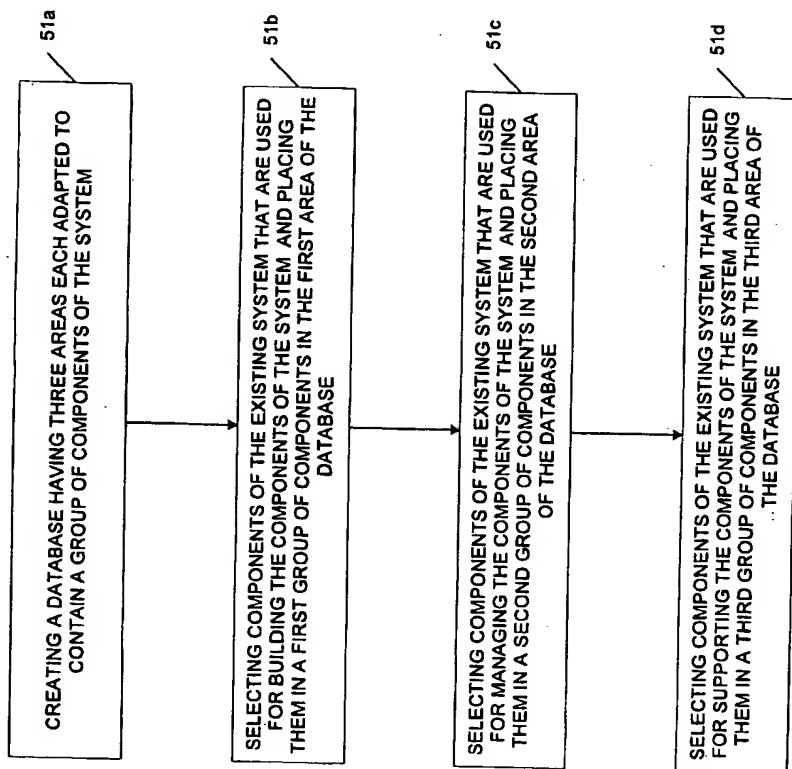 51a
CREATING A DATABASE HAVING THREE AREAS EACH ADAPTED TO
CONTAIN A GROUP OF COMPONENTS OF THE SYSTEM
51b
SELECTING COMPONENTS OF THE EXISTING SYSTEM THAT ARE USED
FOR BUILDING THE COMPONENTS OF THE SYSTEM AND PLACING
THEM IN A FIRST GROUP OF COMPONENTS IN THE FIRST AREA OF THE
DATABASE
51c
SELECTING COMPONENTS OF THE EXISTING SYSTEM THAT ARE USED
FOR MANAGING THE COMPONENTS OF THE SYSTEM AND PLACING
THEM IN A SECOND GROUP OF COMPONENTS IN THE SECOND AREA
OF THE DATABASE
51d
SELECTING COMPONENTS OF THE EXISTING SYSTEM THAT ARE USED
FOR SUPPORTING THE COMPONENTS OF THE SYSTEM AND PLACING
THEM IN A THIRD GROUP OF COMPONENTS IN THE THIRD AREA OF
THE DATABASE